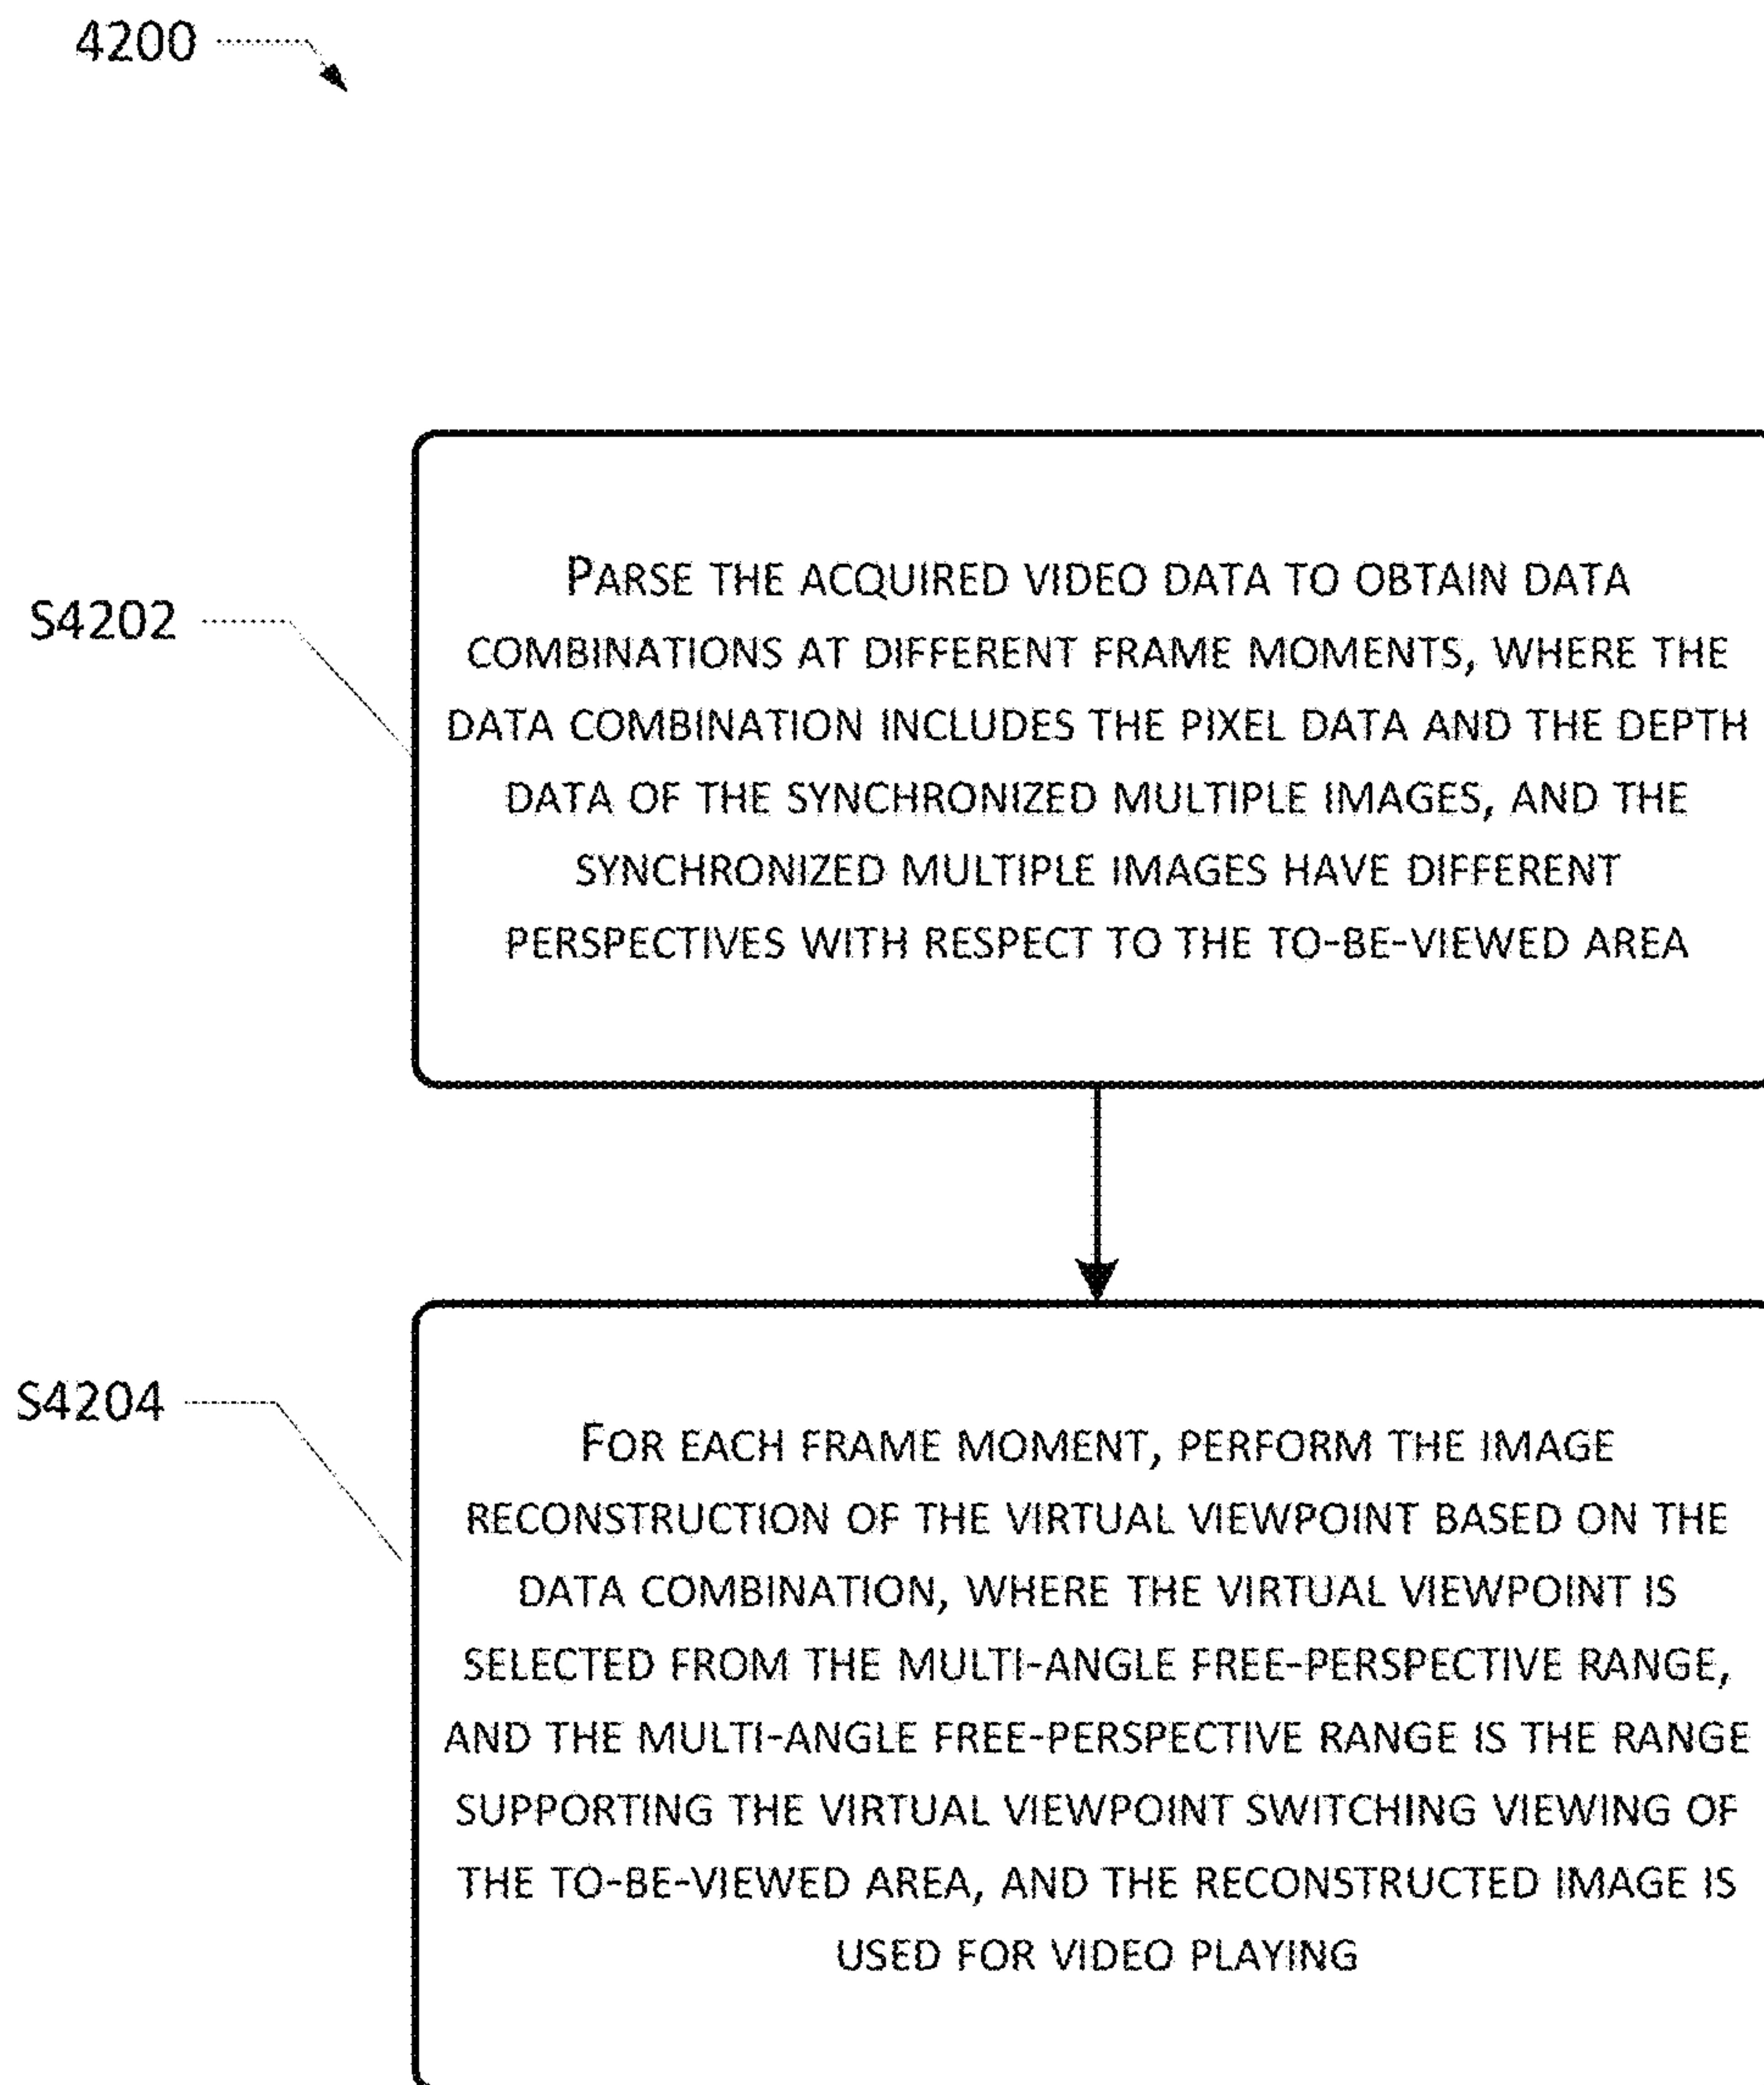 4200
S4202
PARSE THE ACQUIRED VIDEO DATA TO OBTAIN DATA
COMBINATIONS AT DIFFERENT FRAME MOMENTS, WHERE THE
DATA COMBINATION INCLUDES THE PIXEL DATA AND THE DEPTH
DATA OF THE SYNCHRONIZED MULTIPLE IMAGES, AND THE
SYNCHRONIZED MULTIPLE IMAGES HAVE DIFFERENT
PERSPECTIVES WITH RESPECT TO THE TO-BE-VIEWED AREA
S4204
FOR EACH FRAME MOMENT, PERFORM THE IMAGE
RECONSTRUCTION OF THE VIRTUAL VIEWPOINT BASED ON THE
DATA COMBINATION, WHERE THE VIRTUAL VIEWPOINT IS
SELECTED FROM THE MULTI-ANGLE FREE-PERSPECTIVE RANGE,
AND THE MULTI-ANGLE FREE-PERSPECTIVE RANGE IS THE RANGE
SUPPORTING THE VIRTUAL VIEWPOINT SWITCHING VIEWING OF
THE TO-BE-VIEWED AREA, AND THE RECONSTRUCTED IMAGE IS
USED FOR VIDEO PLAYING